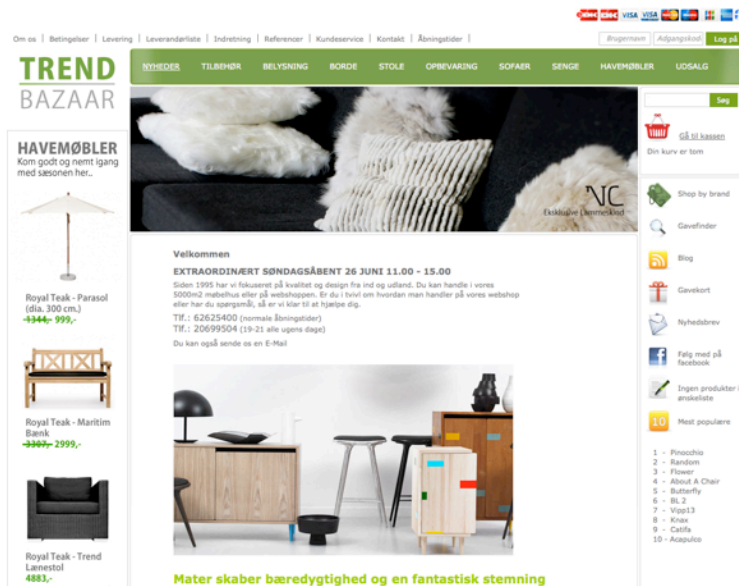 VISA VISA
Om os | Betingelser | Levering | Leverandørliste | Indretning | Referencer | Kundeservice | Kontakt | Åbningstider |
Brugernavn Adgangskod Log på
TREND
BAZAAR
NYHEDER TILBEHØR BELYSNING BORDE STOLE OPBEVARING SOFAER SENGE HAVEMØBLER UDSALG
Søg
Gå til kassen
Din kurv er tom
HAVEMØBLER
Kom godt og nemt igang
med sæsonen her..
Royal Teak - Parasol
(dia. 300 cm.)
1344,- 999,-
Royal Teak - Maritim
Bænk
3307,- 2999,-
Royal Teak - Trend
Lænestol
4883,-
NC
Eksklusive Lammeskind
Velkommen
EXTRAORDINÆRT SØNDAGSÅBENT 26 JUNI 11.00 - 15.00
Siden 1995 har vi fokuseret på kvalitet og design fra ind og udland. Du kan handle i vores
5000m2 møbelhus eller på webshoppen. Er du i tvivl om hvordan man handler på vores webshop
eller har du spørgsmål, så er vi klar til at hjælpe dig.
Tlf.: 62625400 (normale åbningstider)
Tlf.: 20699504 (19-21 alle ugens dage)
Du kan også sende os en E-Mail
Mater skaber bæredygtighed og en fantastisk stemning
Shop by brand
Gavefinder
Blog
Gavekort
Nyhedsbrev
Følg med på
facebook
Ingen produkter i
ønskeliste
10 Mest populære
1 - Pinocchio
2 - Random
3 - Flower
4 - About A Chair
5 - Butterfly
6 - BL 2
7 - Vipp13
8 - Knax
9 - Catifa
10 - Acapulco